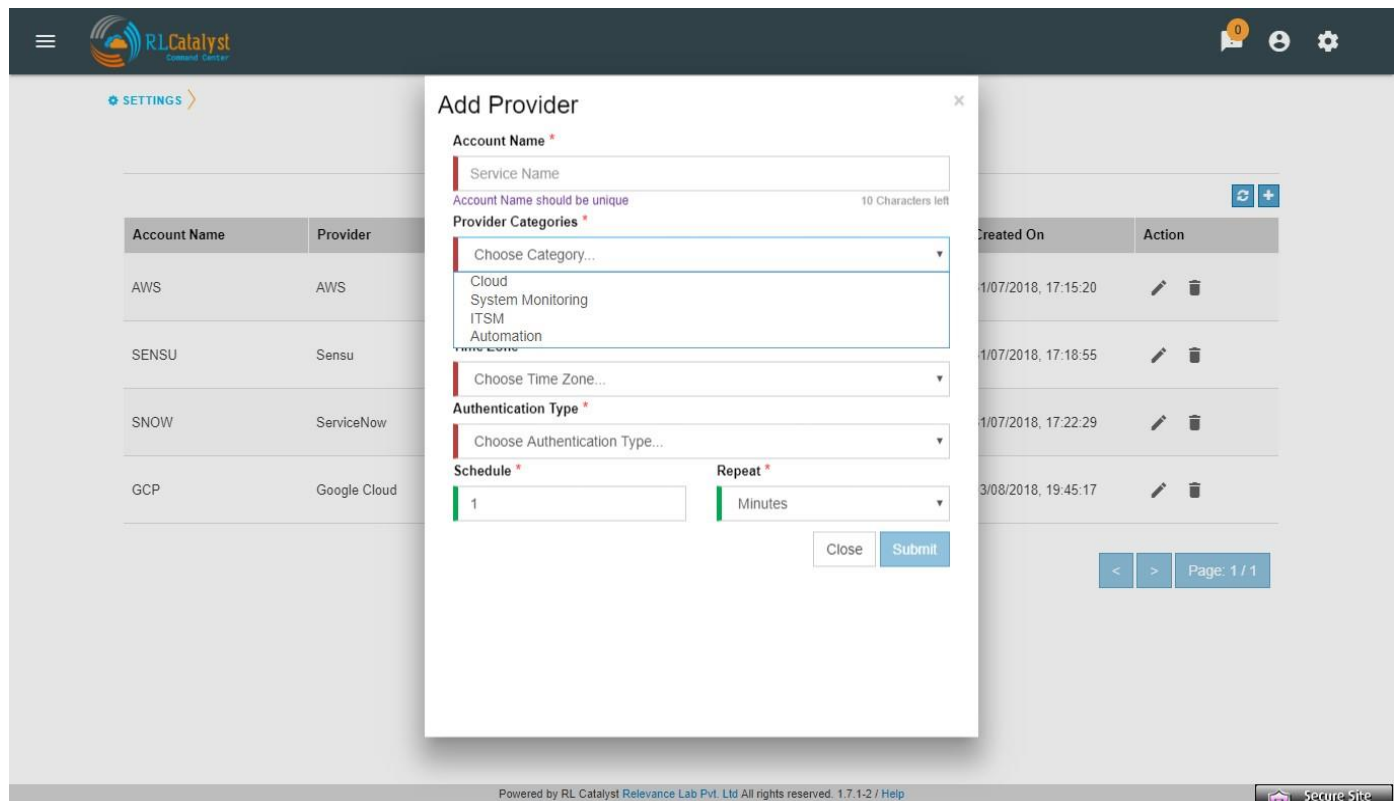 RLCatalyst
Command Center
0
SETTINGS
Add Provider ×
Account Name *
Service Name
Account Name should be unique 10 Characters left
Provider Categories *
Choose Category...
Cloud
System Monitoring
ITSM
Automation
Time Zone
Choose Time Zone...
Authentication Type *
Choose Authentication Type...
Schedule * Repeat *
1 Minutes
Close Submit
Account Name Provider Created On Action
AWS AWS 1/07/2018, 17:15:20
SENSU Sensu 1/07/2018, 17:18:55
SNOW ServiceNow 1/07/2018, 17:22:29
GCP Google Cloud 3/08/2018, 19:45:17
< > Page: 1 / 1
Powered by RL Catalyst Relevance Lab Pvt. Ltd All rights reserved. 1.7.1-2 / Help
Secure Site